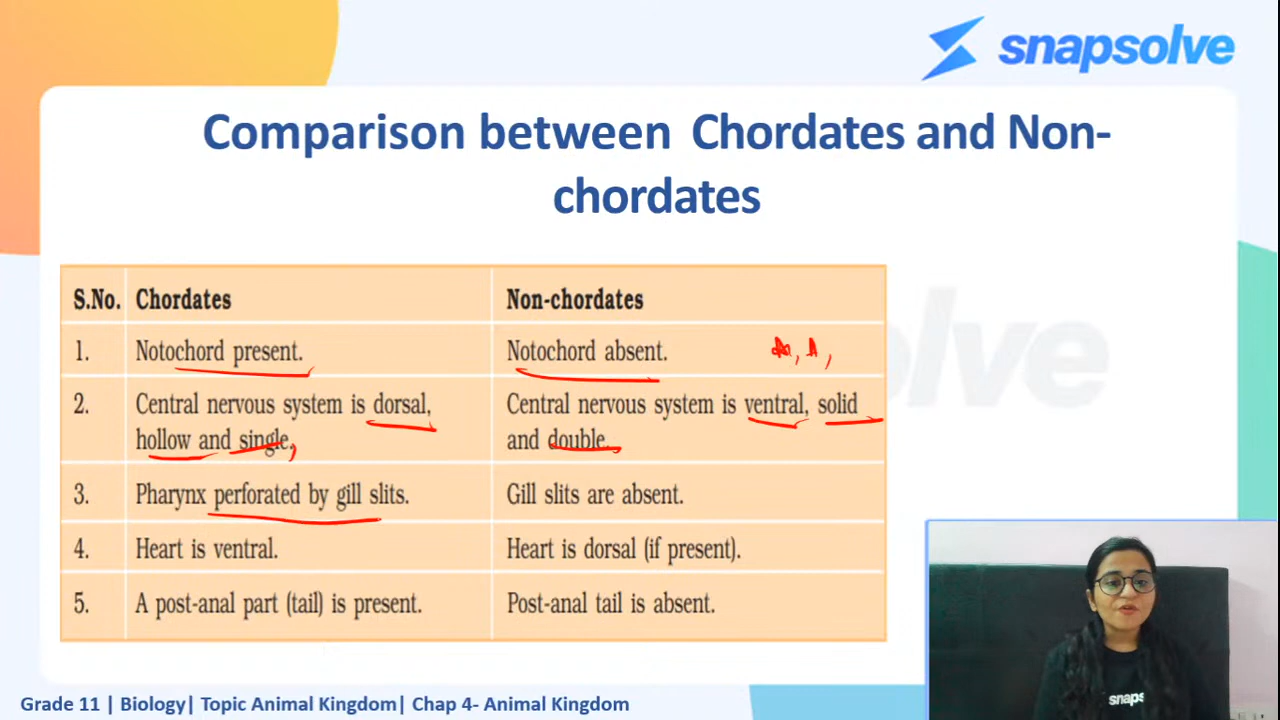 snapsolve
Comparison between Chordates and Non-
chordates
S.No. Chordates Non-chordates
1. Notochord present. Notochord absent.
2. Central nervous system is dorsal, Central nervous system is ventral, solid
hollow and single. and double.
3. Pharynx perforated by gill slits. Gill slits are absent.
4. Heart is ventral. Heart is dorsal (if present).
5. A post-anal part (tail) is present. Post-anal tail is absent.
Grade 11 | Biology| Topic Animal Kingdom| Chap 4- Animal Kingdom